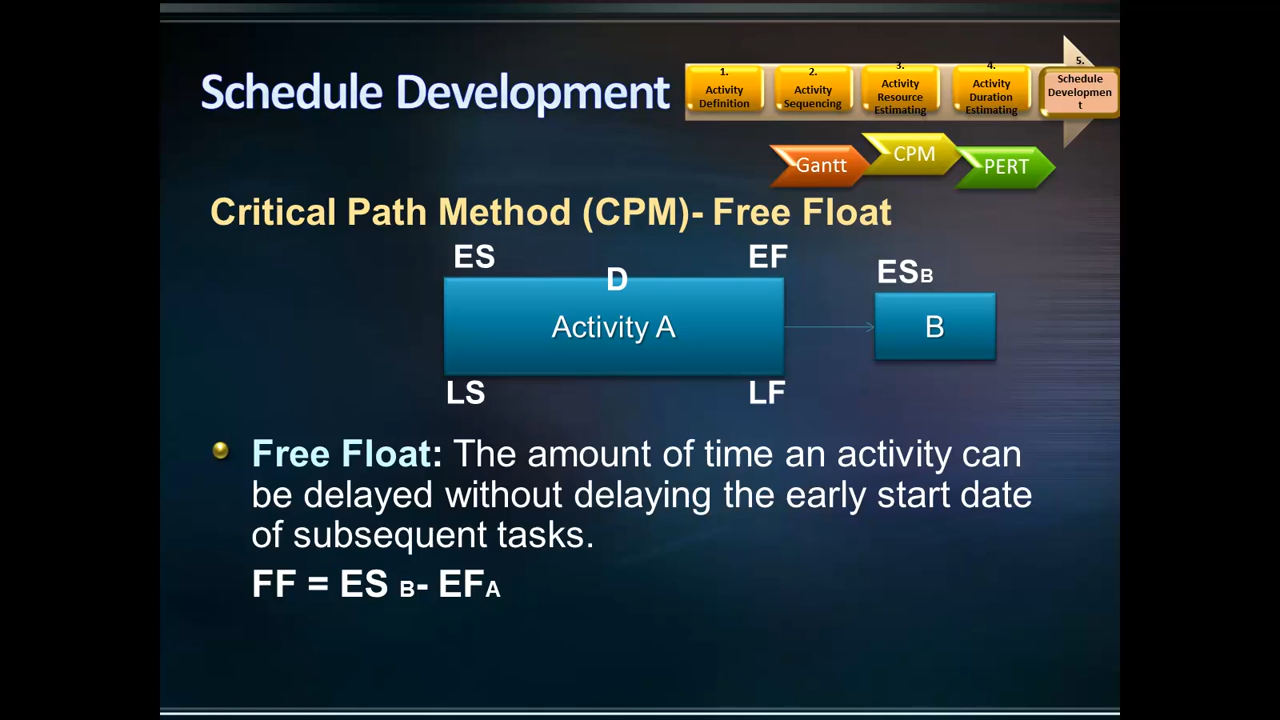 Schedule Development
1.
Activity
Definition
2.
Activity
Sequencing
3.
Activity
Resource
Estimating
4.
Activity
Duration
Estimating
5.
Schedule
Developmen
t
Gantt
CPM
PERT
Critical Path Method (CPM)- Free Float
ES
EF
D
ESB
Activity A
B
LS
LF
Free Float: The amount of time an activity can
be delayed without delaying the early start date
of subsequent tasks.
FF = ES B- EFA